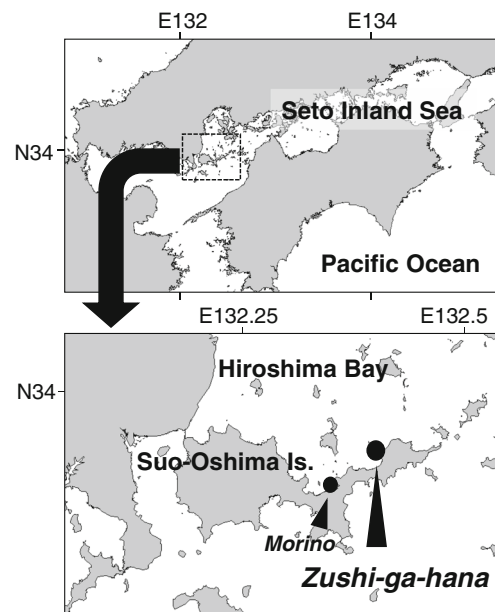 E132 E134
Seto Inland Sea
N34
Pacific Ocean
E132.25 E132.5
Hiroshima Bay
N34
Suo-Oshima Is.
Morino
Zushi-ga-hana